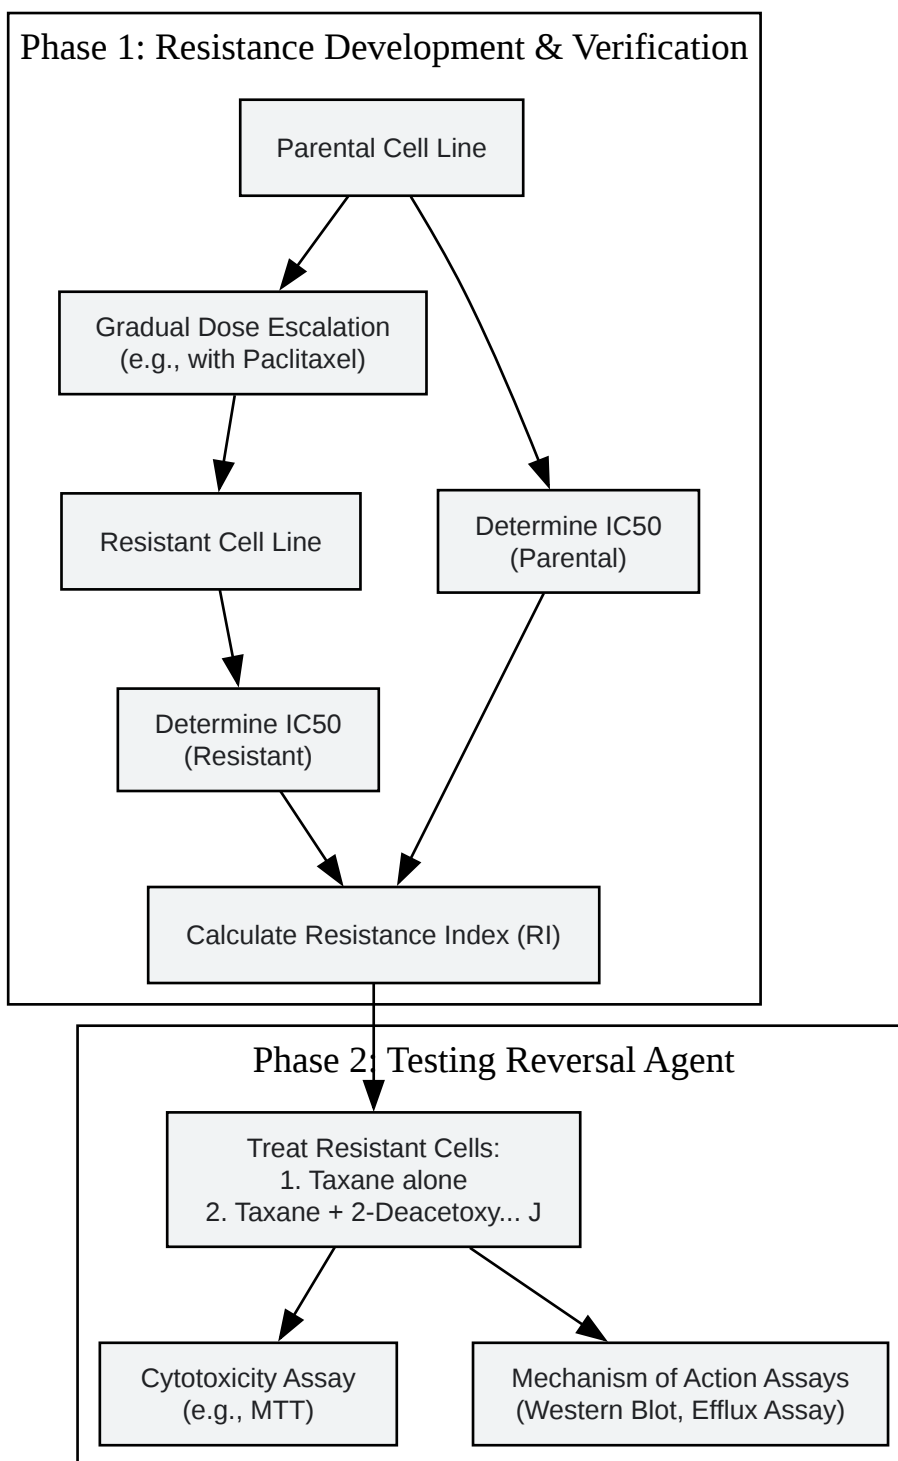 Phase 1: Resistance Development & Verification
Parental Cell Line
Gradual Dose Escalation
(e.g., with Paclitaxel)
Resistant Cell Line
Determine IC50
(Parental)
Determine IC50
(Resistant)
Calculate Resistance Index (RI)
Phase 2: Testing Reversal Agent
Treat Resistant Cells:
1. Taxane alone
2. Taxane + 2-Deacetoxy... J
Cytotoxicity Assay
(e.g., MTT)
Mechanism of Action Assays
(Western Blot, Efflux Assay)